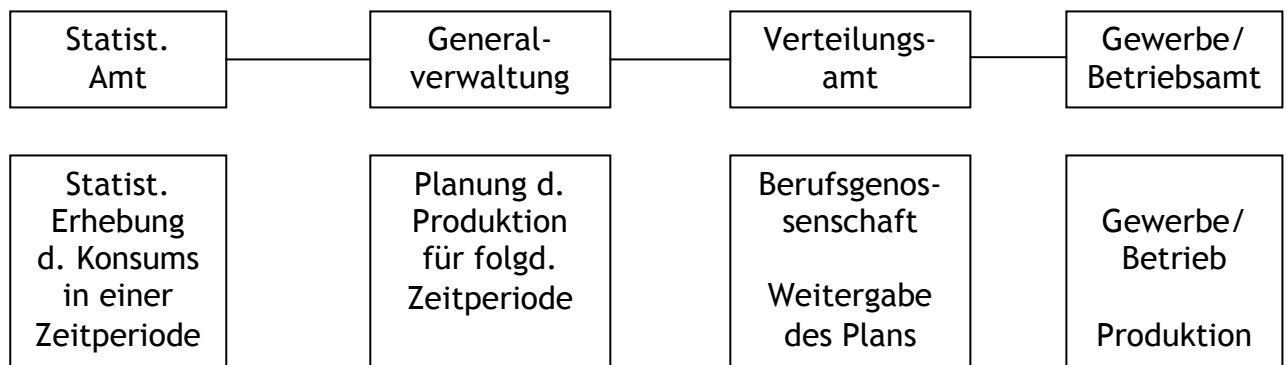 Statist.
Amt
General-
verwaltung
Verteilungs-
amt
Gewerbe/
Betriebsamt
Statist.
Erhebung
d. Konsums
in einer
Zeitperiode
Planung d.
Produktion
für folgd.
Zeitperiode
Berufsgenos-
senschaft
Weitergabe
des Plans
Gewerbe/
Betrieb
Produktion